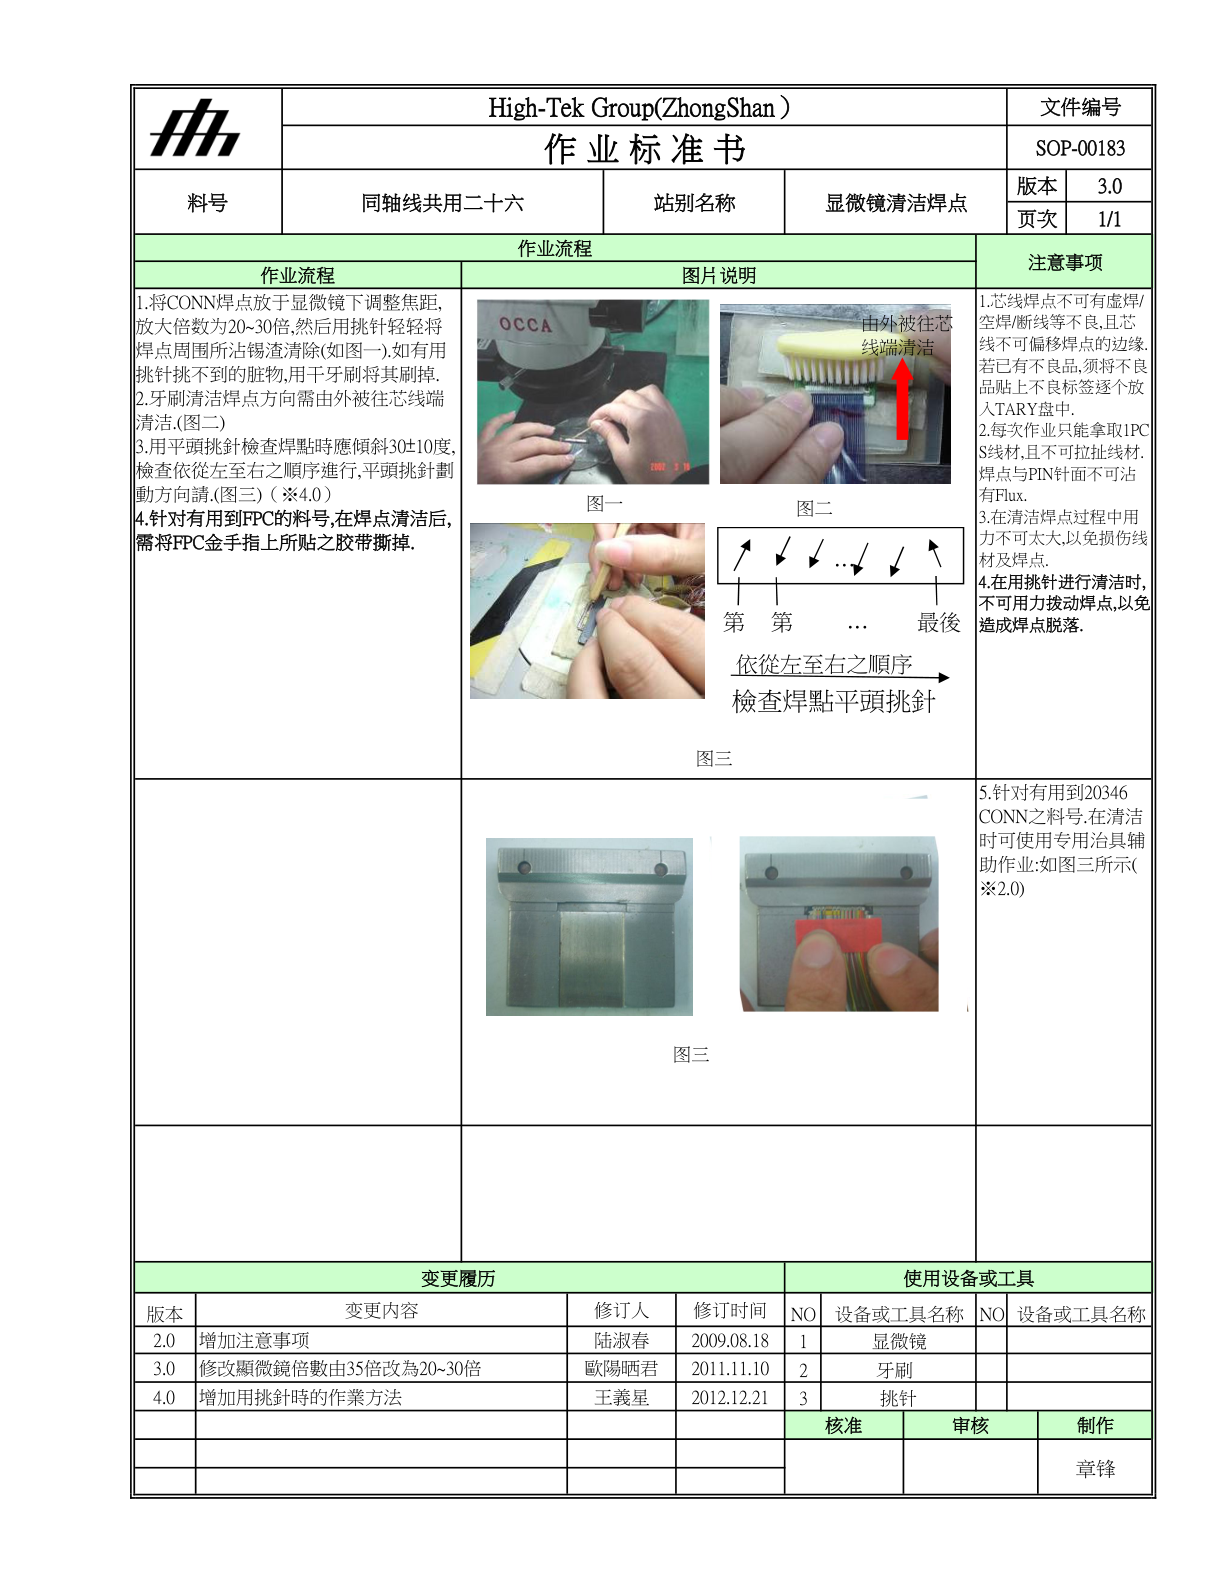 High-Tek Group(ZhongShan）
文件编号
作业标准书
SOP-00183
料号
同轴线共用二十六
站别名称
显微镜清洁焊点
版本
3.0
页次
1/1
作业流程
注意事项
作业流程
图片说明
1.将CONN焊点放于显微镜下调整焦距,
放大倍数为20~30倍,然后用挑针轻轻将
焊点周围所沾锡渣清除(如图一).如有用
挑针挑不到的脏物,用干牙刷将其刷掉.
2.牙刷清洁焊点方向需由外被往芯线端
清洁.(图二)
3.用平頭挑針檢查焊點時應傾斜30±10度,
檢查依從左至右之順序進行,平頭挑針劃
動方向請.(图三)（※4.0）
4.针对有用到FPC的料号,在焊点清洁后,
需将FPC金手指上所贴之胶带撕掉.
OCCA
图一
由外被往芯
线端清洁
图二
...
第
第
...
最後
依從左至右之順序
檢查焊點平頭挑針
图三
1.芯线焊点不可有虚焊/
空焊/断线等不良,且芯
线不可偏移焊点的边缘.
若已有不良品,须将不良
品贴上不良标签逐个放
入TARY盘中.
2.每次作业只能拿取1PC
S线材,且不可拉扯线材.
焊点与PIN针面不可沾
有Flux.
3.在清洁焊点过程中用
力不可太大,以免损伤线
材及焊点.
4.在用挑针进行清洁时,
不可用力拨动焊点,以免
造成焊点脱落.
图三
5.针对有用到20346
CONN之料号.在清洁
时可使用专用治具辅
助作业:如图三所示(
※2.0)
变更履历
使用设备或工具
版本
变更内容
修订人
修订时间
NO
设备或工具名称
NO
设备或工具名称
2.0
增加注意事项
陆淑春
2009.08.18
1
显微镜
3.0
修改顯微鏡倍數由35倍改為20~30倍
歐陽晒君
2011.11.10
2
牙刷
4.0
增加用挑針時的作業方法
王義星
2012.12.21
3
挑针
核准
审核
制作
章锋